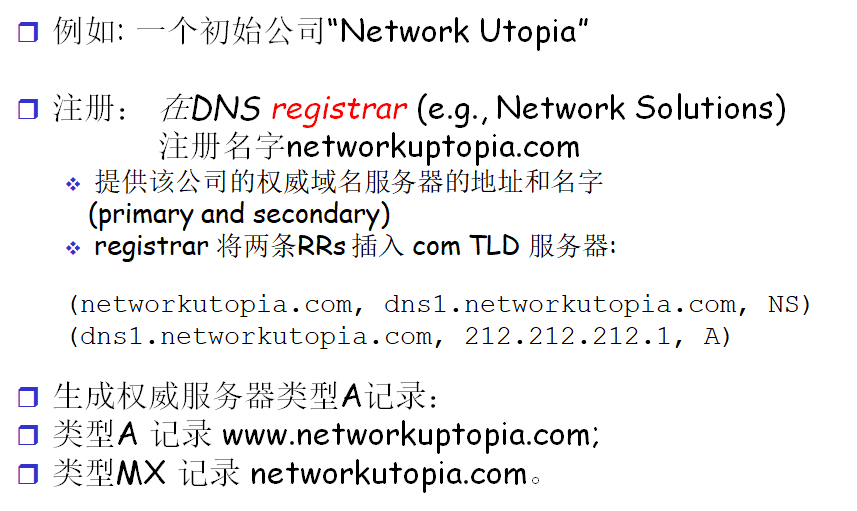 例如: 一个初始公司“Network Utopia”
注册： 在DNS registrar (e.g., Network Solutions)
注册名字networkuptopia.com
提供该公司的权威域名服务器的地址和名字
(primary and secondary)
registrar 将两条RRs 插入 com TLD 服务器:
(networkutopia.com, dns1.networkutopia.com, NS)
(dns1.networkutopia.com, 212.212.212.1, A)
生成权威服务器类型A记录：
类型A 记录 www.networkuptopia.com;
类型MX 记录 networkutopia.com。